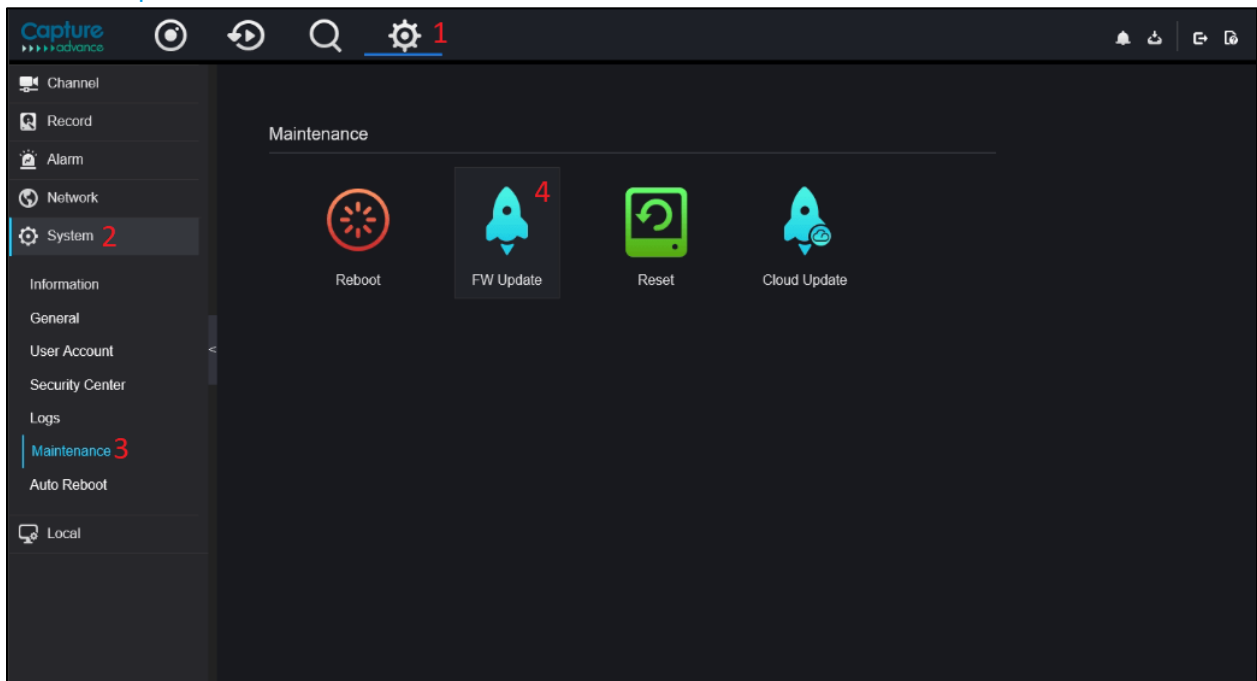 Capture
advance
1
Channel
Record
Alarm
Network
System 2
Information
General
User Account
Security Center
Logs
Maintenance 3
Auto Reboot
Local
<
Maintenance
4
Reboot
FW Update
Reset
Cloud Update